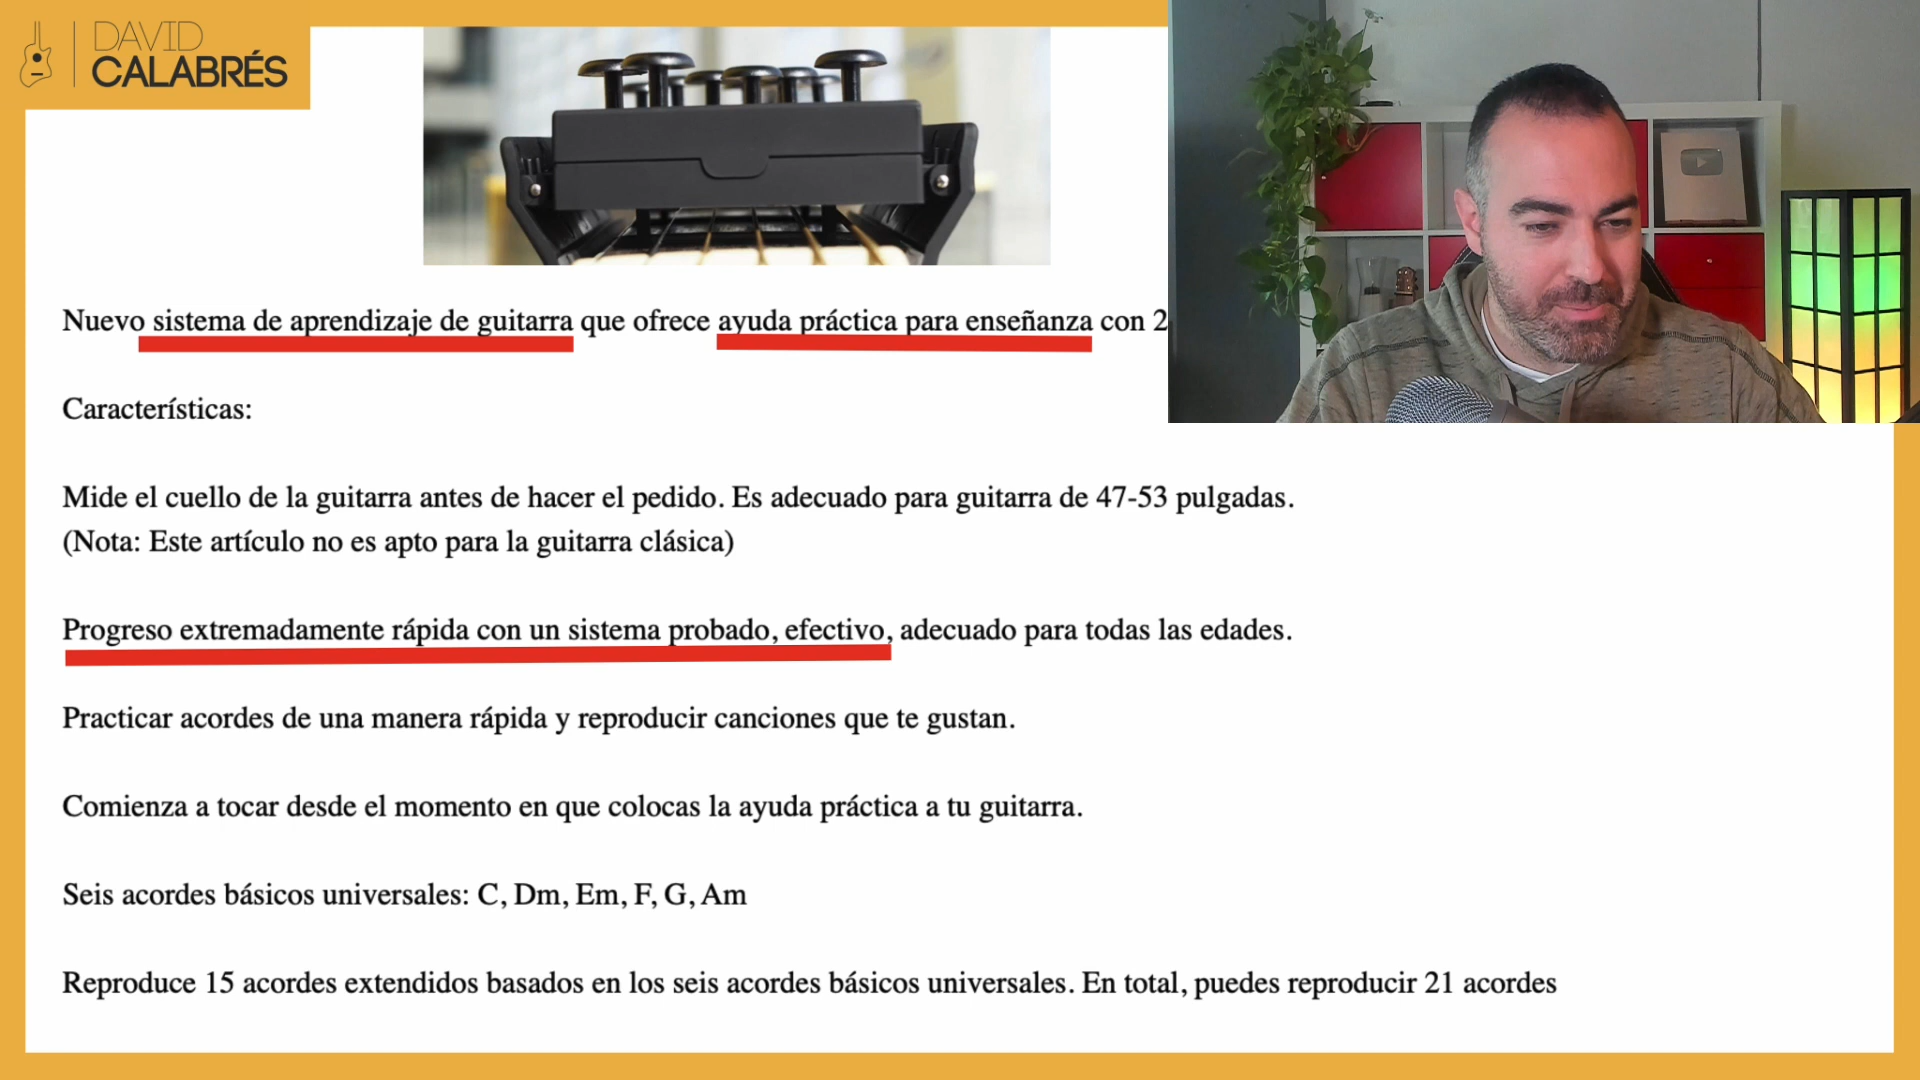 DAVID
CALABRÉS
Nuevo sistema de aprendizaje de guitarra que ofrece ayuda práctica para enseñanza con 2
Características:
Mide el cuello de la guitarra antes de hacer el pedido. Es adecuado para guitarra de 47-53 pulgadas.
(Nota: Este artículo no es apto para la guitarra clásica)
Progreso extremadamente rápida con un sistema probado, efectivo, adecuado para todas las edades.
Practicar acordes de una manera rápida y reproducir canciones que te gustan.
Comienza a tocar desde el momento en que colocas la ayuda práctica a tu guitarra.
Seis acordes básicos universales: C, Dm, Em, F, G, Am
Reproduce 15 acordes extendidos basados en los seis acordes básicos universales. En total, puedes reproducir 21 acordes